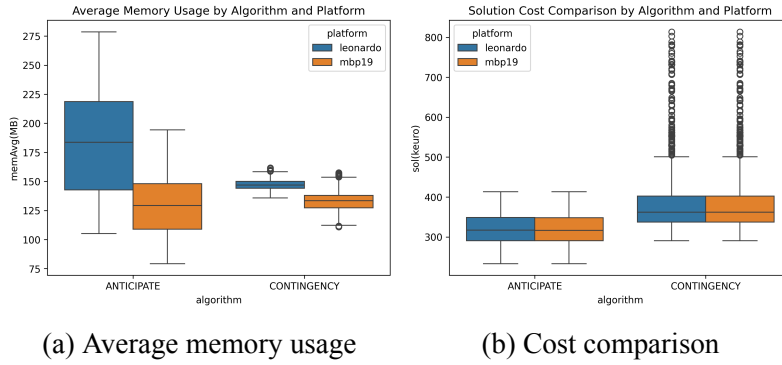 Average Memory Usage by Algorithm and Platform
platform
leonardo
mbp19
275
250
225
200
175
150
125
100
75
memAvg(MB)
ANTICIPATE
CONTINGENCY
algorithm
(a) Average memory usage
Solution Cost Comparison by Algorithm and Platform
platform
leonardo
mbp19
800
700
600
500
400
300
sol(keuro)
ANTICIPATE
CONTINGENCY
algorithm
(b) Cost comparison